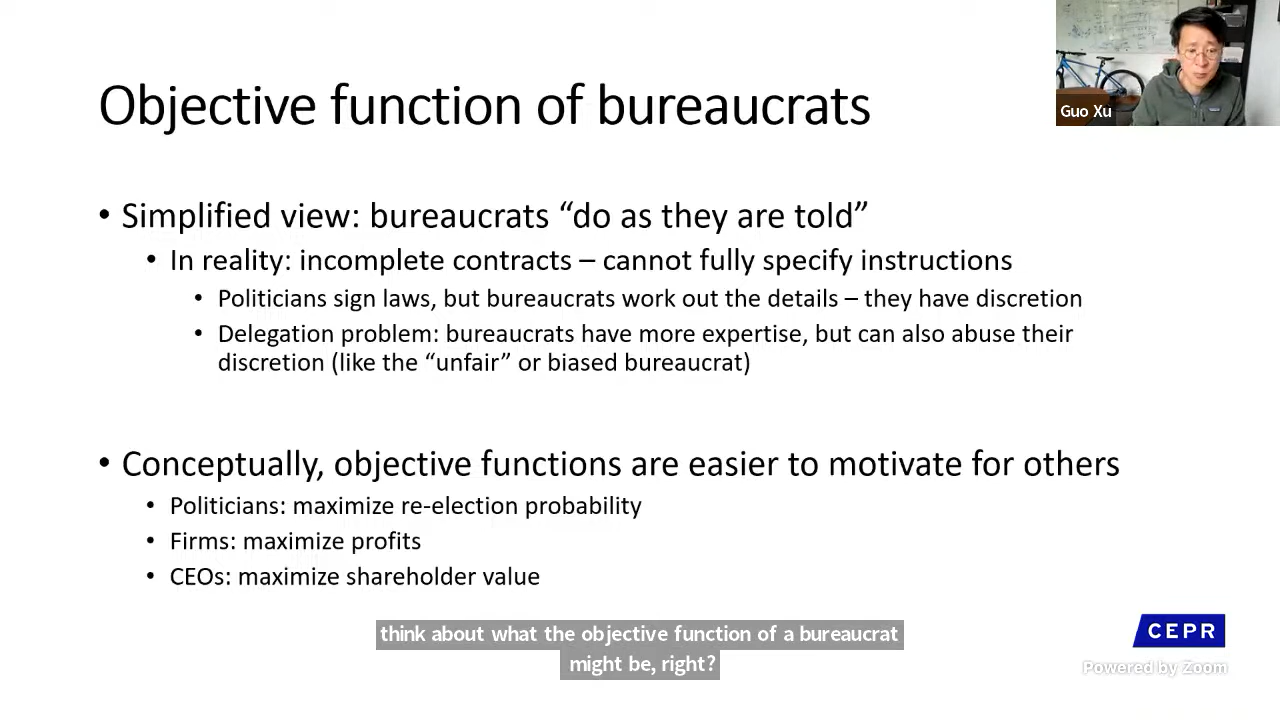 Objective function of bureaucrats
Guo Xu
• Simplified view: bureaucrats “do as they are told”
• In reality: incomplete contracts – cannot fully specify instructions
• Politicians sign laws, but bureaucrats work out the details – they have discretion
• Delegation problem: bureaucrats have more expertise, but can also abuse their
discretion (like the “unfair” or biased bureaucrat)
• Conceptually, objective functions are easier to motivate for others
• Politicians: maximize re-election probability
• Firms: maximize profits
• CEOs: maximize shareholder value
think about what the objective function of a bureaucrat
might be, right?
CEPR
Powered by Zoom